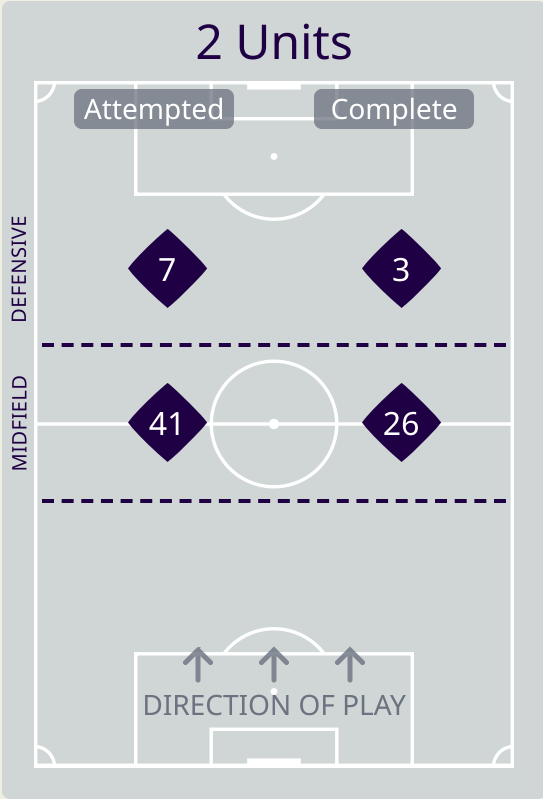 2 Units
Attempted Complete
DEFENSIVE
7 3
MIDFIELD
41 26
DIRECTION OF PLAY